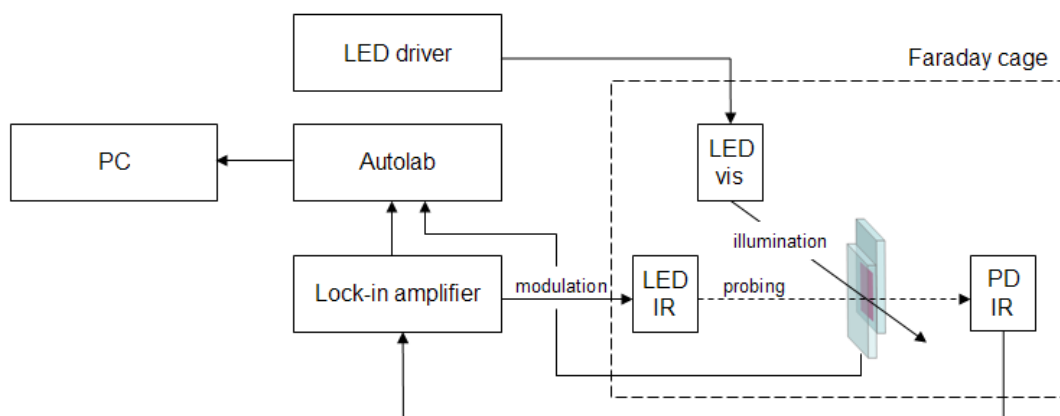 LED driver
Faraday cage
PC
Autolab
LED
vis
illumination
Lock-in amplifier
modulation
LED
IR
probing
PD
IR